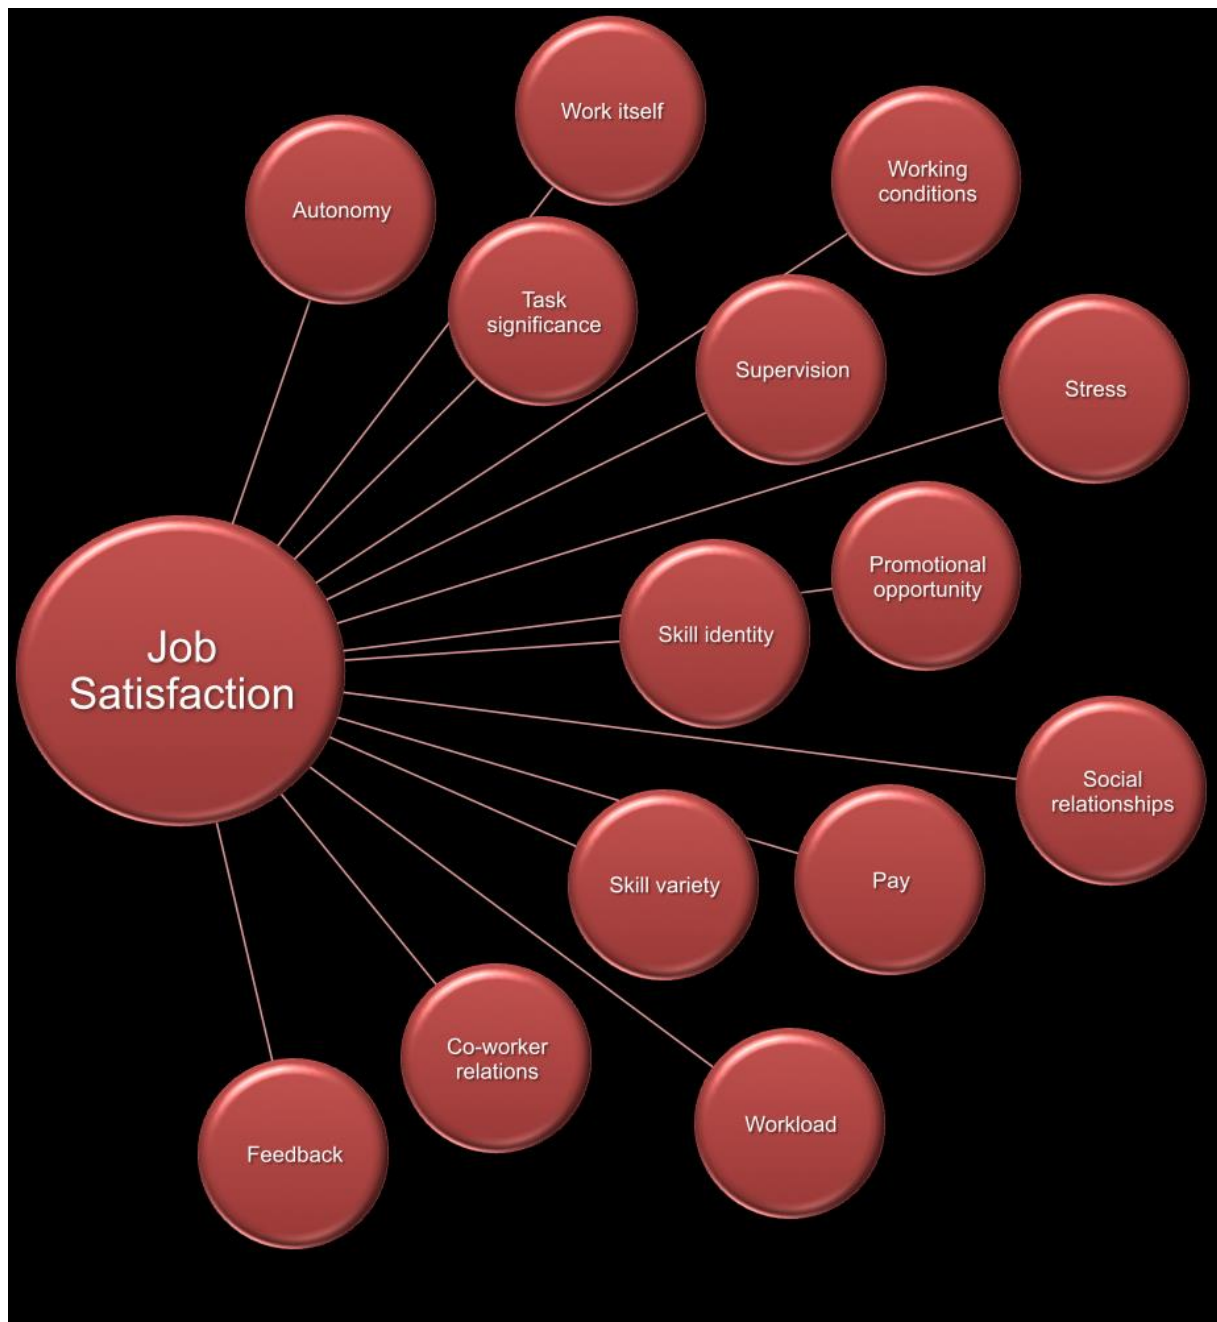 Work itself
Working
conditions
Autonomy
Task
significance
Supervision
Stress
Promotional
opportunity
Skill identity
Job
Satisfaction
Social
relationships
Skill variety
Pay
Co-worker
relations
Workload
Feedback